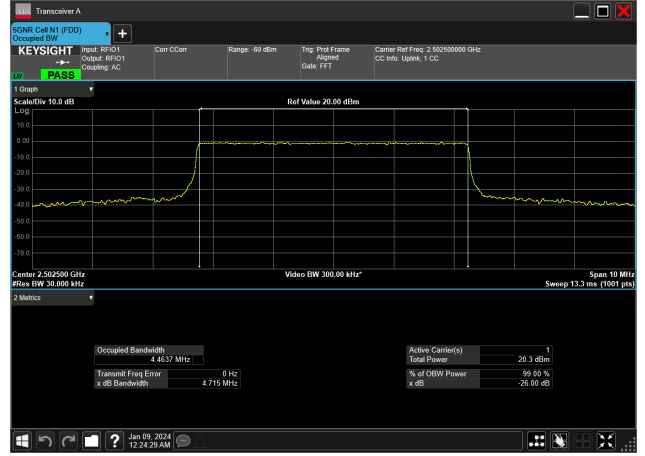 Transceiver A
5GNR Cell N1 (FDD)
Occupied BW
KEYSIGHT
Input: RFIO1
Output: RFIO1
Coupling: AC
Corr CCorr
Range: -60 dBm
Trig: Prot Frame
Aligned
Gate: FFT
Carrier Ref Freq: 2.502500000 GHz
CC Info: Uplink, 1 CC
PASS
1 Graph
Scale/Div 10.0 dB
Ref Value 20.00 dBm
Log
10.0
0.00
-10.0
-20.0
-30.0
-40.0
-50.0
-60.0
-70.0
Center 2.502500 GHz
Video BW 300.00 kHz*
Span 10 MHz
#Res BW 30.000 kHz
Sweep 13.3 ms (1001 pts)
2 Metrics
Occupied Bandwidth
4.4637 MHz
Active Carrier(s) 1
Total Power 20.3 dBm
Transmit Freq Error 0 Hz
x dB Bandwidth 4.715 MHz
% of OBW Power 99.00 %
x dB -26.00 dB
Jan 09, 2024
12:24:29 AM